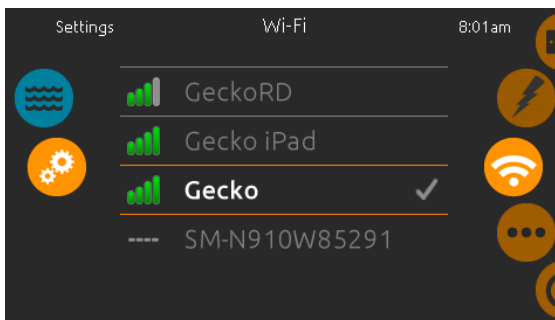 Settings Wi-Fi 8:01am
GeckoRD
Gecko iPad
Gecko
SM-N910W85291